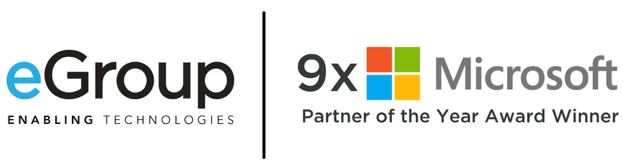 eGroup
ENABLING TECHNOLOGIES
9x Microsoft
Partner of the Year Award Winner